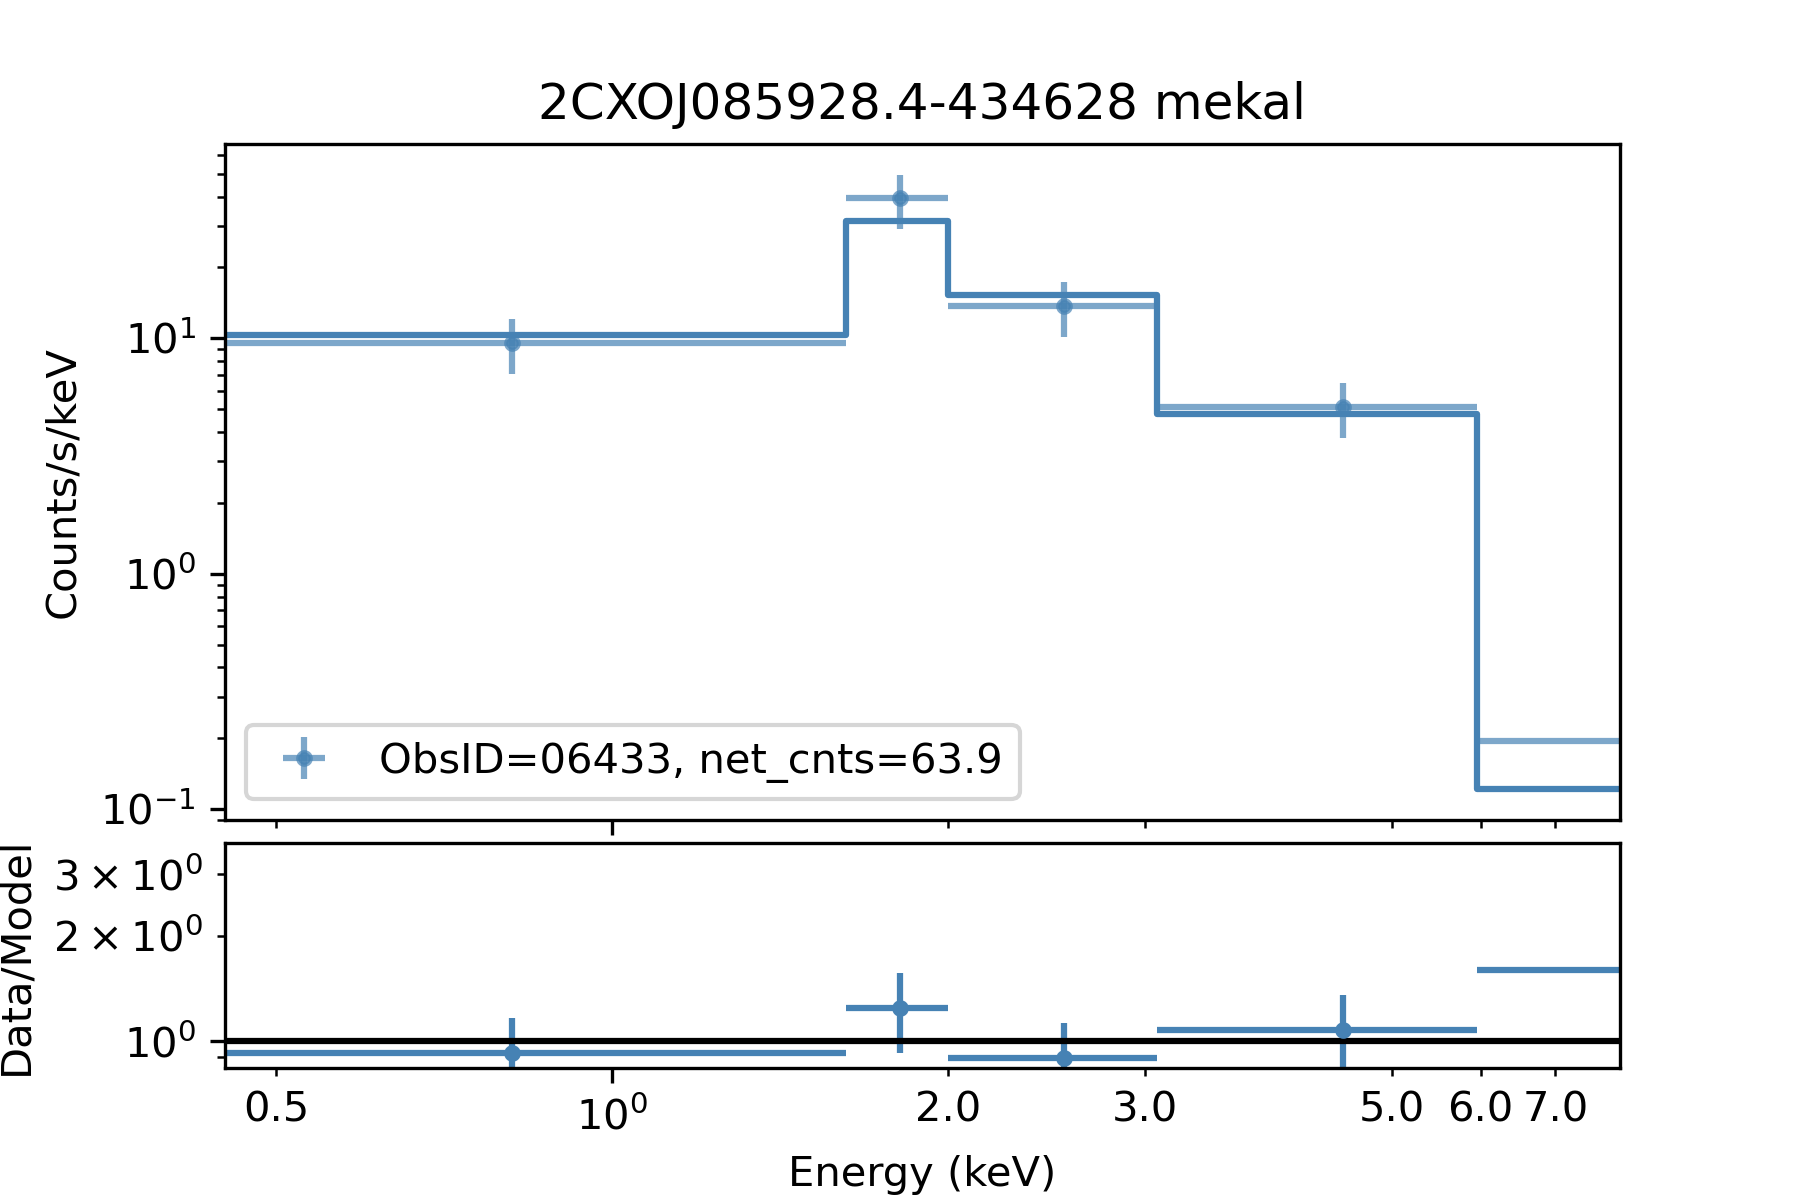 2CXOJ085928.4-434628 mekal
Counts/s/keV
10¹
10⁰
10⁻¹
ObsID=06433, net_cnts=63.9
Data/Model
3 × 10⁰
2 × 10⁰
10⁰
0.5 10⁰ 2.0 3.0 5.0 6.0 7.0
Energy (keV)